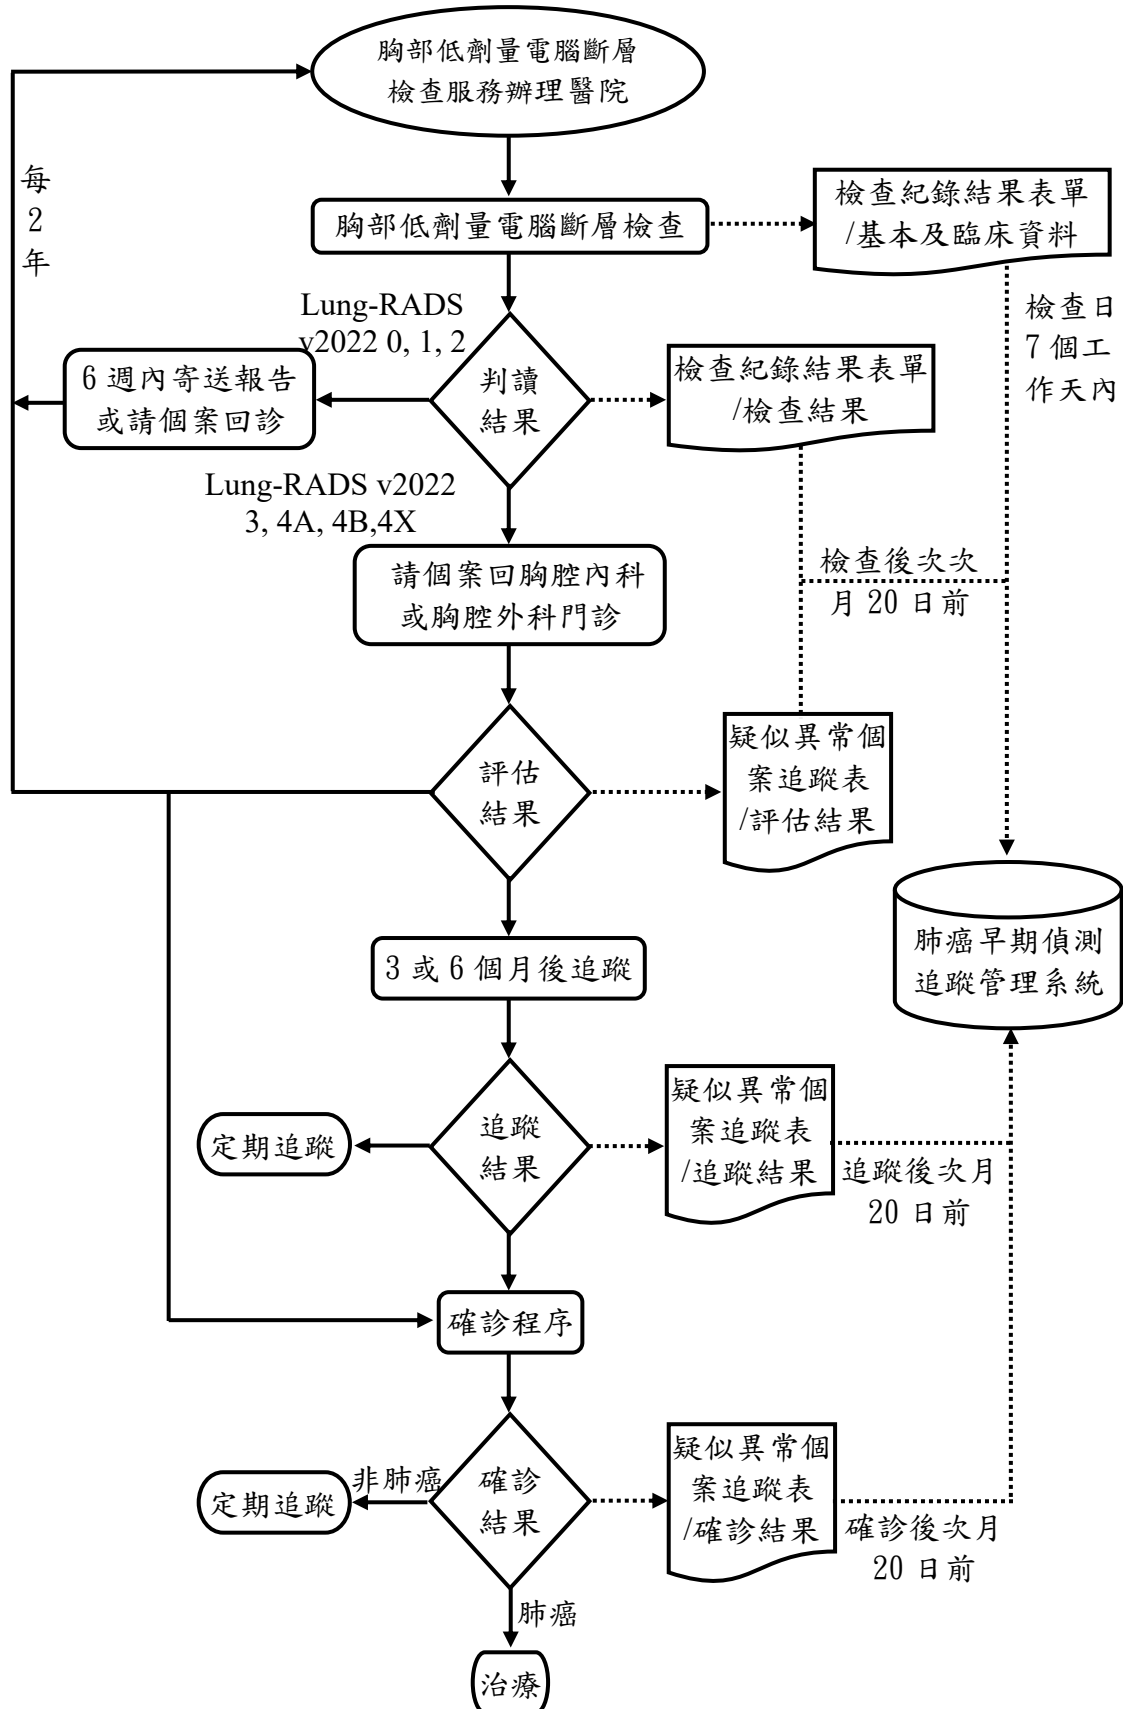 胸部低劑量電腦斷層
檢查服務辦理醫院
每
2
年
胸部低劑量電腦斷層檢查
檢查紀錄結果表單
/基本及臨床資料
檢查日
7 個工
作天內
Lung-RADS
v2022 0, 1, 2
6 週內寄送報告
或請個案回診
判讀
結果
檢查紀錄結果表單
/檢查結果
Lung-RADS v2022
3, 4A, 4B,4X
請個案回胸腔內科
或胸腔外科門診
檢查後次次
月 20 日前
評估
結果
疑似異常個
案追蹤表
/評估結果
肺癌早期偵測
追蹤管理系統
3 或 6 個月後追蹤
定期追蹤
追蹤
結果
疑似異常個
案追蹤表
/追蹤結果
追蹤後次月
20 日前
確診程序
定期追蹤
非肺癌
確診
結果
疑似異常個
案追蹤表
/確診結果
確診後次月
20 日前
肺癌
治療